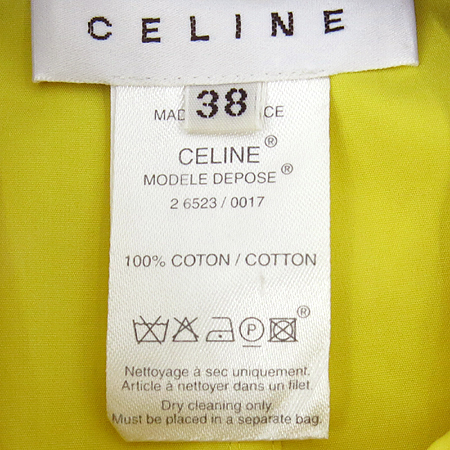 CELINE
38
CELINE®
MODELE DEPOSE®
2 6523 / 0017
100% COTON / COTTON
P
®
Nettoyage à sec uniquement.
Article à nettoyer dans un filet.
Dry cleaning only.
Must be placed in a separate bag.